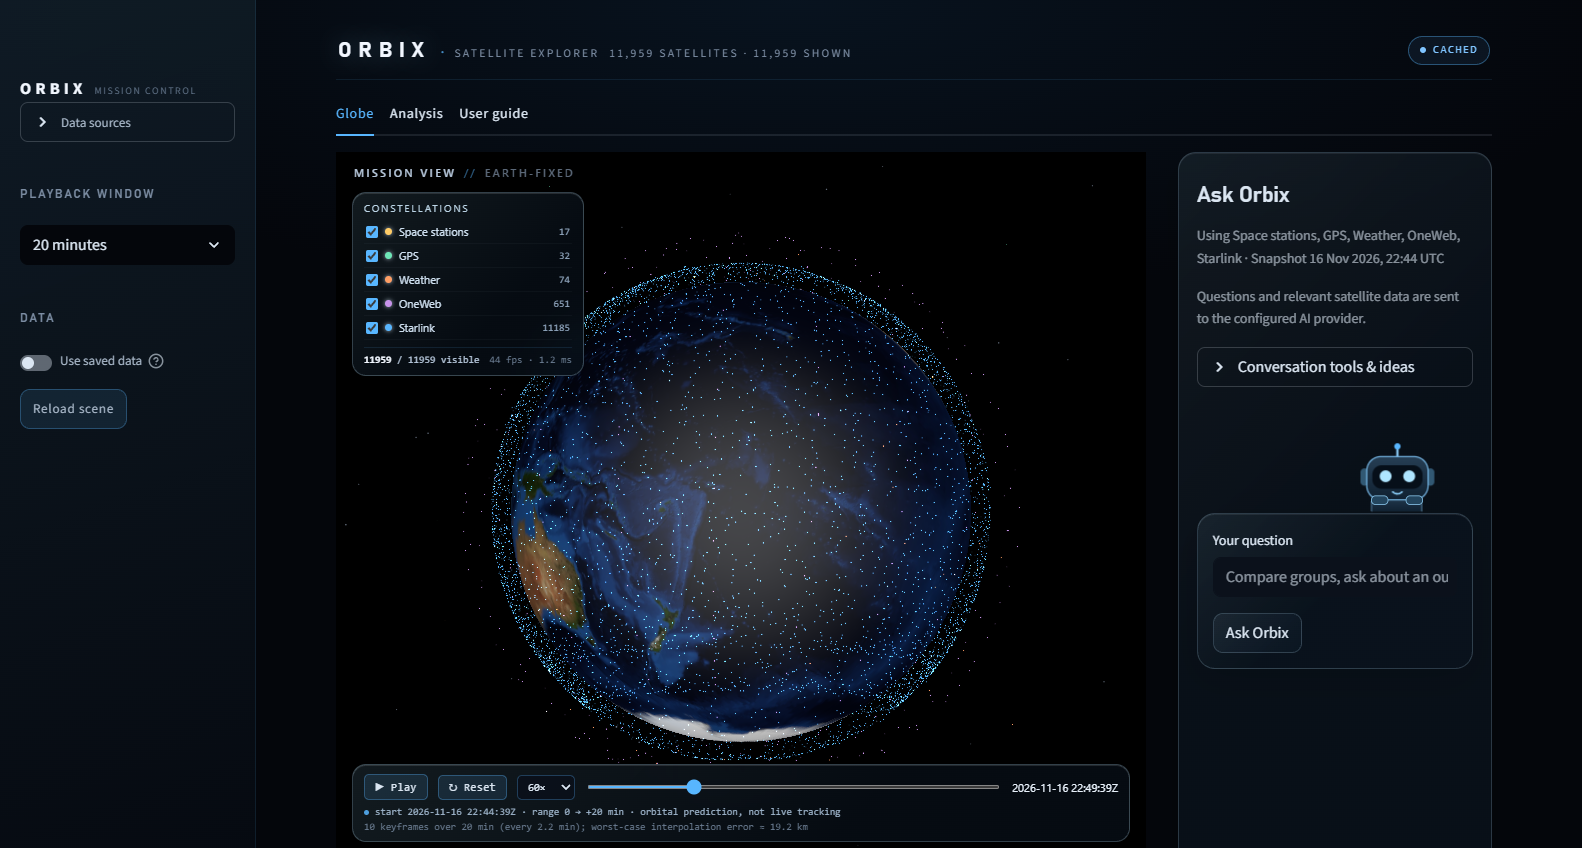 ORBIX MISSION CONTROL
Data sources
PLAYBACK WINDOW
20 minutes
DATA
Use saved data ?
Reload scene
ORBIX · SATELLITE EXPLORER 11,959 SATELLITES · 11,959 SHOWN
CACHED
Globe Analysis User guide
MISSION VIEW // EARTH-FIXED
CONSTELLATIONS
Space stations 17
GPS 32
Weather 74
OneWeb 651
Starlink 11185
11959 / 11959 visible 44 fps · 1.2 ms
▶ Play ↻ Reset 60× 2026-11-16 22:49:39Z
start 2026-11-16 22:44:39Z · range 0 → +20 min · orbital prediction, not live tracking
10 keyframes over 20 min (every 2.2 min); worst-case interpolation error ≈ 19.2 km
Ask Orbix
Using Space stations, GPS, Weather, OneWeb,
Starlink · Snapshot 16 Nov 2026, 22:44 UTC
Questions and relevant satellite data are sent
to the configured AI provider.
Conversation tools & ideas
Your question
Compare groups, ask about an ou
Ask Orbix